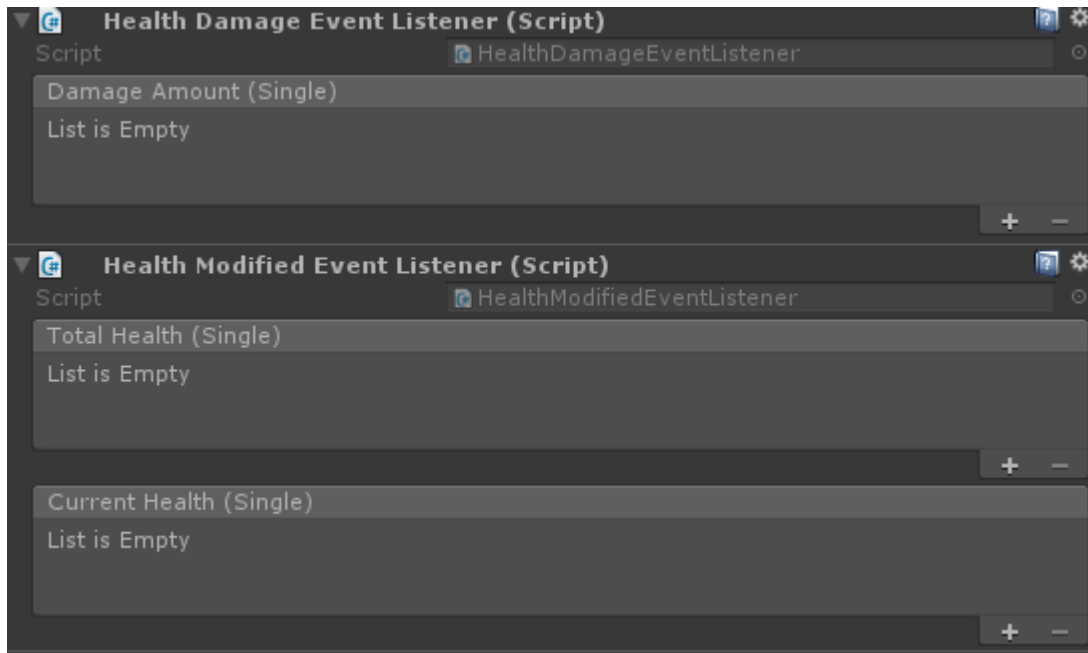 Health Damage Event Listener (Script)
Script HealthDamageEventListener
Damage Amount (Single)
List is Empty
+ −
Health Modified Event Listener (Script)
Script HealthModifiedEventListener
Total Health (Single)
List is Empty
+ −
Current Health (Single)
List is Empty
+ −